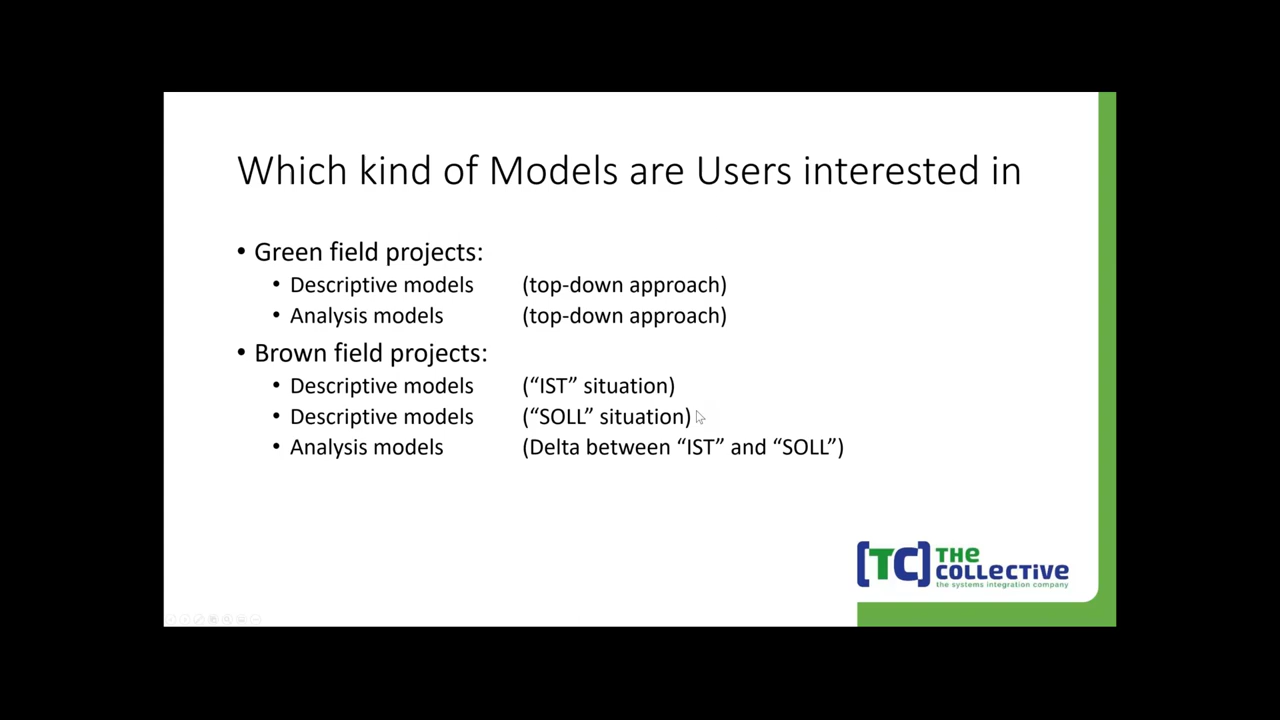 Which kind of Models are Users interested in
• Green field projects:
• Descriptive models (top-down approach)
• Analysis models (top-down approach)
• Brown field projects:
• Descriptive models (“IST” situation)
• Descriptive models (“SOLL” situation)
• Analysis models (Delta between “IST” and “SOLL”)
[TC] THE COLLECTIVE
the systems integration company